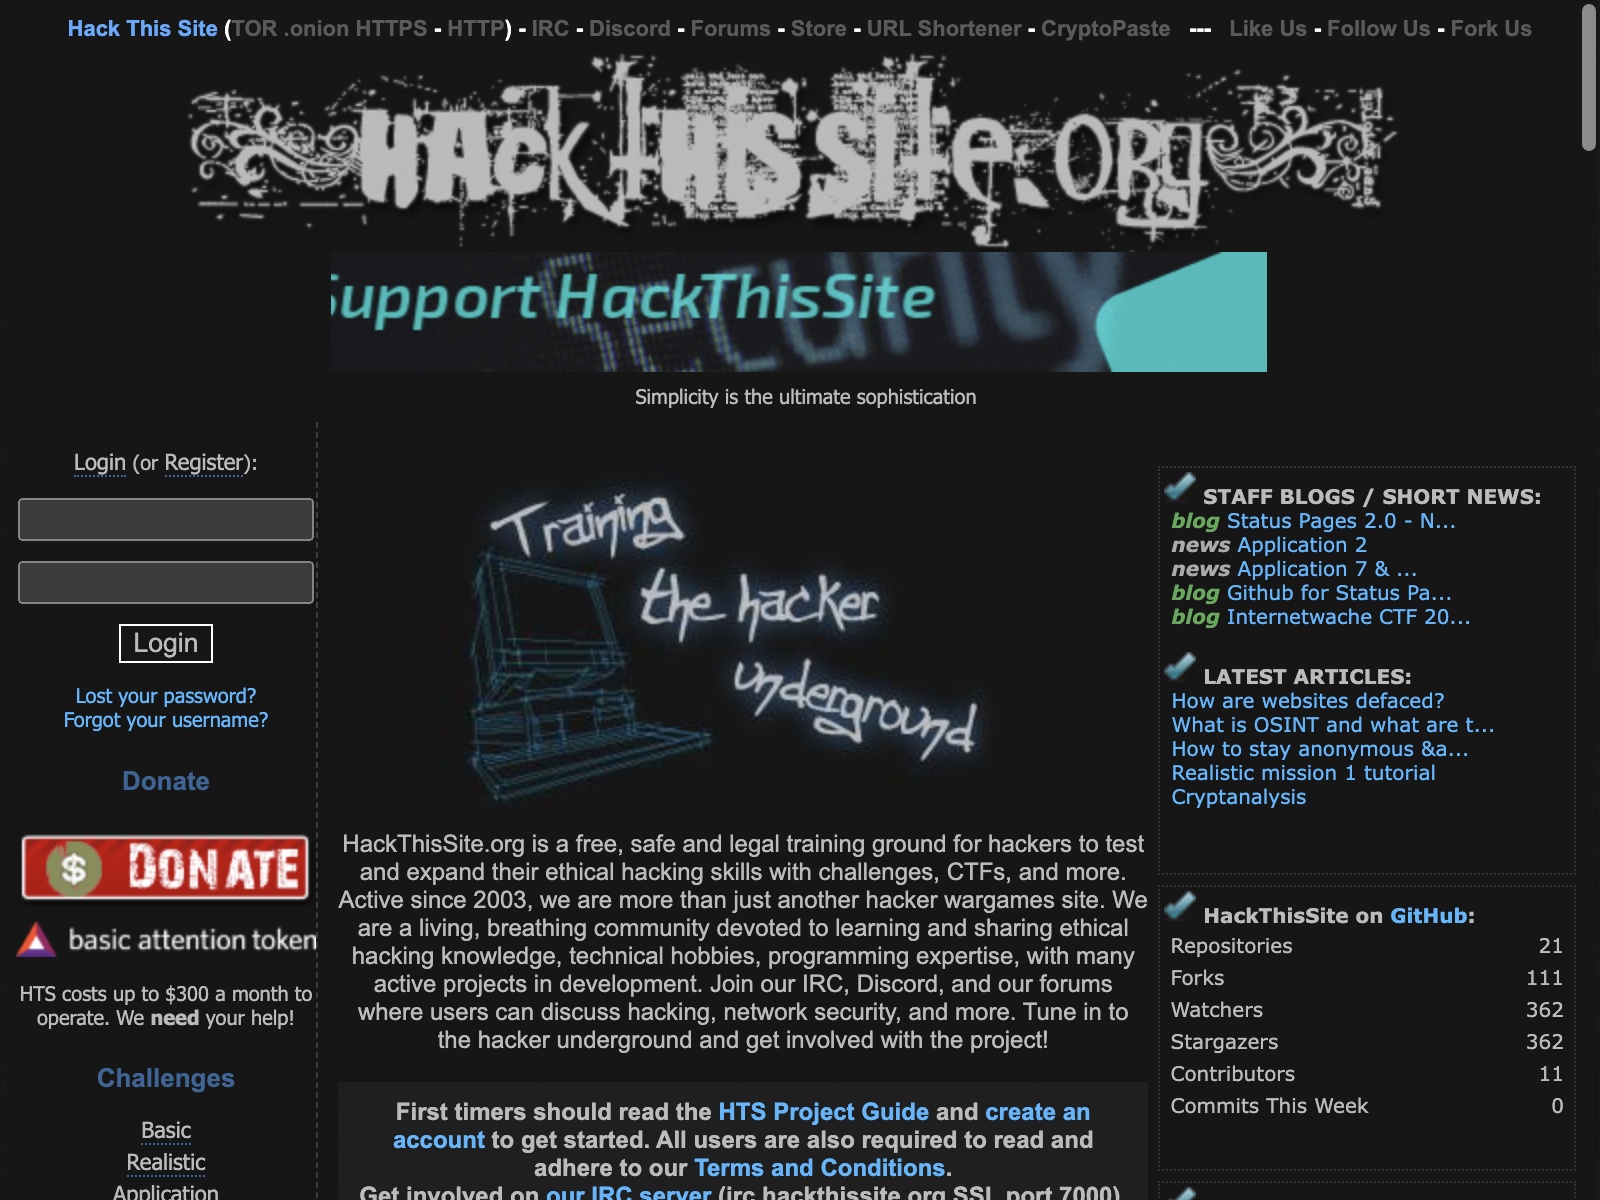 Hack This Site (TOR .onion HTTPS - HTTP) - IRC - Discord - Forums - Store - URL Shortener - CryptoPaste --- Like Us - Follow Us - Fork Us
HACkTHISSiTe.ORg
Support HackThisSite
Security
Simplicity is the ultimate sophistication
Login (or Register):
Login
Lost your password?
Forgot your username?
Donate
$ DONATE
basic attention token
HTS costs up to $300 a month to
operate. We need your help!
Challenges
Basic
Realistic
Application
Training
the hacker
underground
HackThisSite.org is a free, safe and legal training ground for hackers to test
and expand their ethical hacking skills with challenges, CTFs, and more.
Active since 2003, we are more than just another hacker wargames site. We
are a living, breathing community devoted to learning and sharing ethical
hacking knowledge, technical hobbies, programming expertise, with many
active projects in development. Join our IRC, Discord, and our forums
where users can discuss hacking, network security, and more. Tune in to
the hacker underground and get involved with the project!
First timers should read the HTS Project Guide and create an
account to get started. All users are also required to read and
adhere to our Terms and Conditions.
Get involved on our IRC server (irc.hackthissite.org SSL port 7000)
STAFF BLOGS / SHORT NEWS:
blog Status Pages 2.0 - N...
news Application 2
news Application 7 & ...
blog Github for Status Pa...
blog Internetwache CTF 20...
LATEST ARTICLES:
How are websites defaced?
What is OSINT and what are t...
How to stay anonymous &a...
Realistic mission 1 tutorial
Cryptanalysis
HackThisSite on GitHub:
Repositories 21
Forks 111
Watchers 362
Stargazers 362
Contributors 11
Commits This Week 0